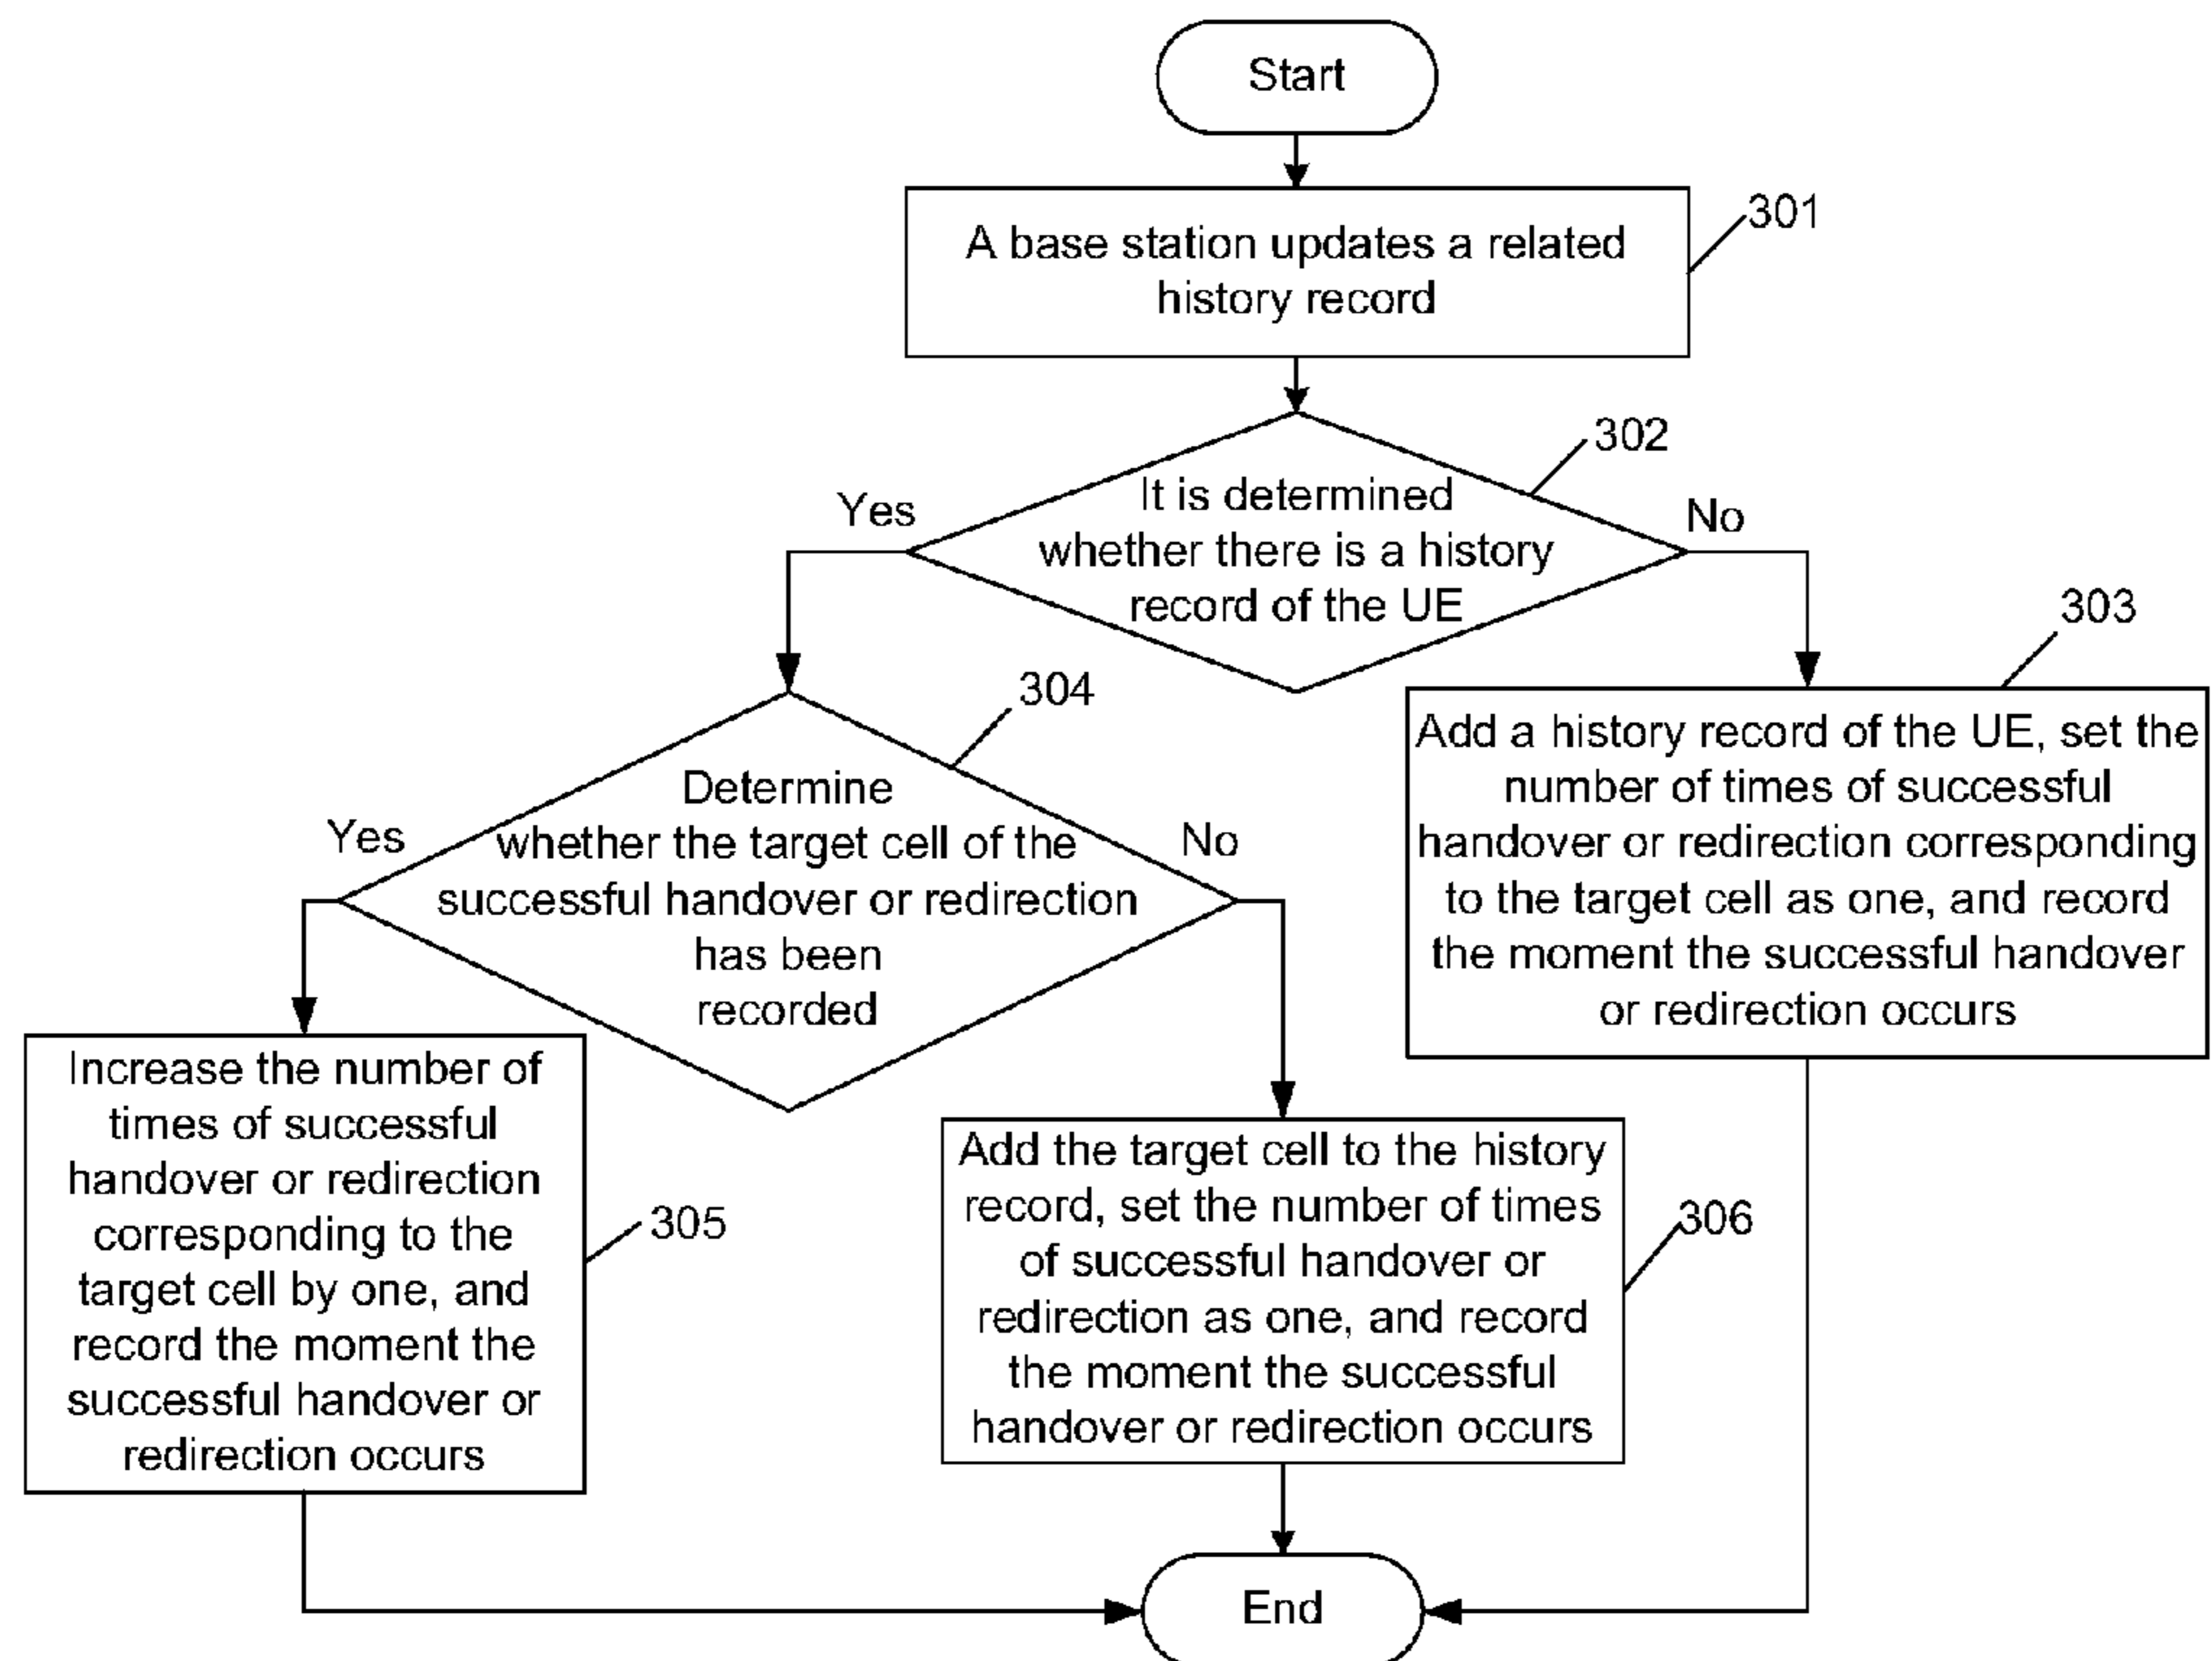 Start
A base station updates a related
history record
301
302
It is determined
whether there is a history
record of the UE
Yes
No
303
Add a history record of the UE, set the
number of times of successful
handover or redirection corresponding
to the target cell as one, and record
the moment the successful handover
or redirection occurs
304
Determine
whether the target cell of the
successful handover or redirection
has been
recorded
Yes
No
Increase the number of
times of successful
handover or redirection
corresponding to the
target cell by one, and
record the moment the
successful handover or
redirection occurs
305
Add the target cell to the history
record, set the number of times
of successful handover or
redirection as one, and record
the moment the successful
handover or redirection occurs
306
End